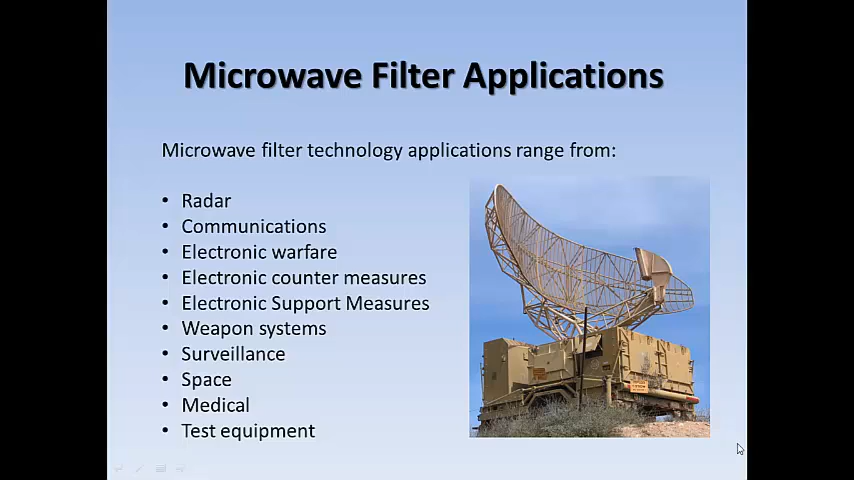 Microwave Filter Applications
Microwave filter technology applications range from:
• Radar
• Communications
• Electronic warfare
• Electronic counter measures
• Electronic Support Measures
• Weapon systems
• Surveillance
• Space
• Medical
• Test equipment